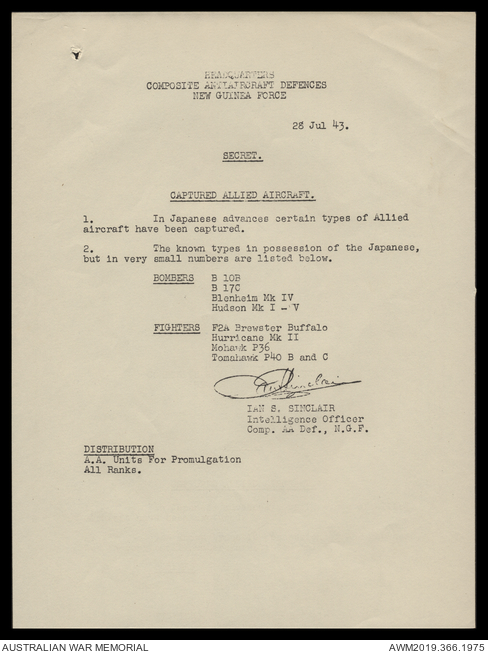 HEADQUARTERS
COMPOSITE ANTIAIRCRAFT DEFENCES
NEW GUINEA FORCE
28 Jul 43.
SECRET.
CAPTURED ALLIED AIRCRAFT.
1. In Japanese advances certain types of Allied
aircraft have been captured.
2. The known types in possession of the Japanese,
but in very small numbers are listed below.
BOMBERS B 10B
B 17C
Blenheim Mk IV
Hudson Mk I - V
FIGHTERS F2A Brewster Buffalo
Hurricane Mk II
Mohawk P36
Tomahawk P40 B and C
Sinclair
IAN S. SINCLAIR
Intelligence Officer
Comp. AA Def., N.G.F.
DISTRIBUTION
A.A. Units For Promulgation
All Ranks.
AUSTRALIAN WAR MEMORIAL
AWM2019.366.1975